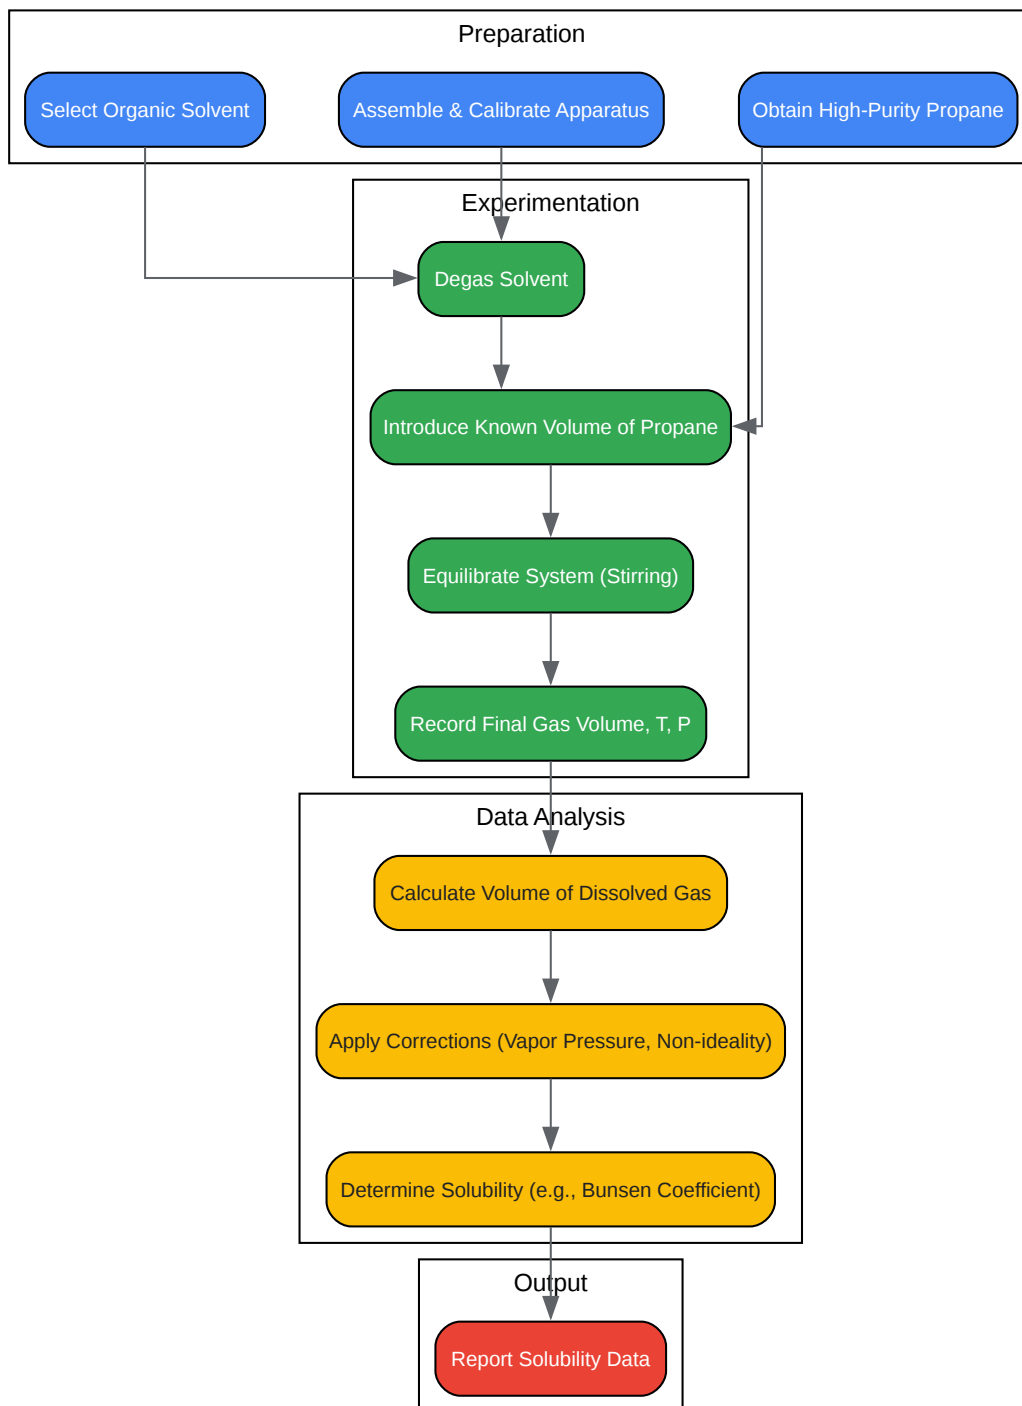 Preparation
Select Organic Solvent
Assemble & Calibrate Apparatus
Obtain High-Purity Propane
Experimentation
Degas Solvent
Introduce Known Volume of Propane
Equilibrate System (Stirring)
Record Final Gas Volume, T, P
Data Analysis
Calculate Volume of Dissolved Gas
Apply Corrections (Vapor Pressure, Non-ideality)
Determine Solubility (e.g., Bunsen Coefficient)
Output
Report Solubility Data